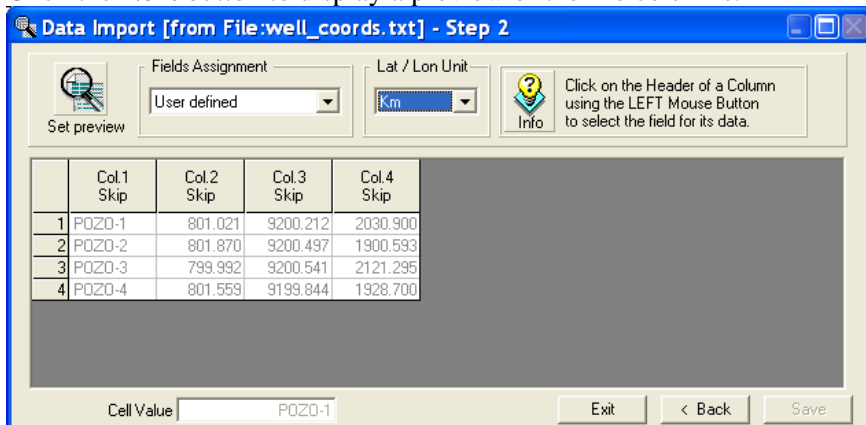 Data Import [from File:well_coords.txt] - Step 2
Set preview
Fields Assignment
User defined
Lat / Lon Unit
Km
Info
Click on the Header of a Column
using the LEFT Mouse Button
to select the field for its data.
Col.1 Skip Col.2 Skip Col.3 Skip Col.4 Skip
1 POZO-1 801.021 9200.212 2030.900
2 POZO-2 801.870 9200.497 1900.593
3 POZO-3 799.992 9200.541 2121.295
4 POZO-4 801.559 9199.844 1928.700
Cell Value POZO-1
Exit < Back Save